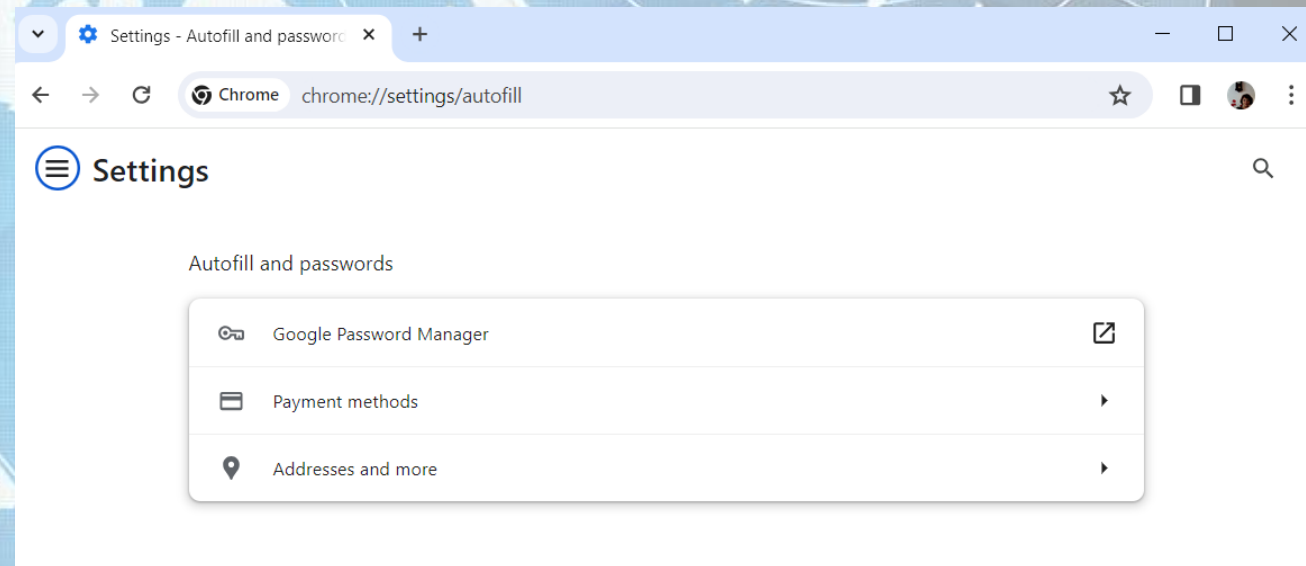 Settings - Autofill and password
Chrome chrome://settings/autofill
Settings
Autofill and passwords
Google Password Manager
Payment methods
Addresses and more